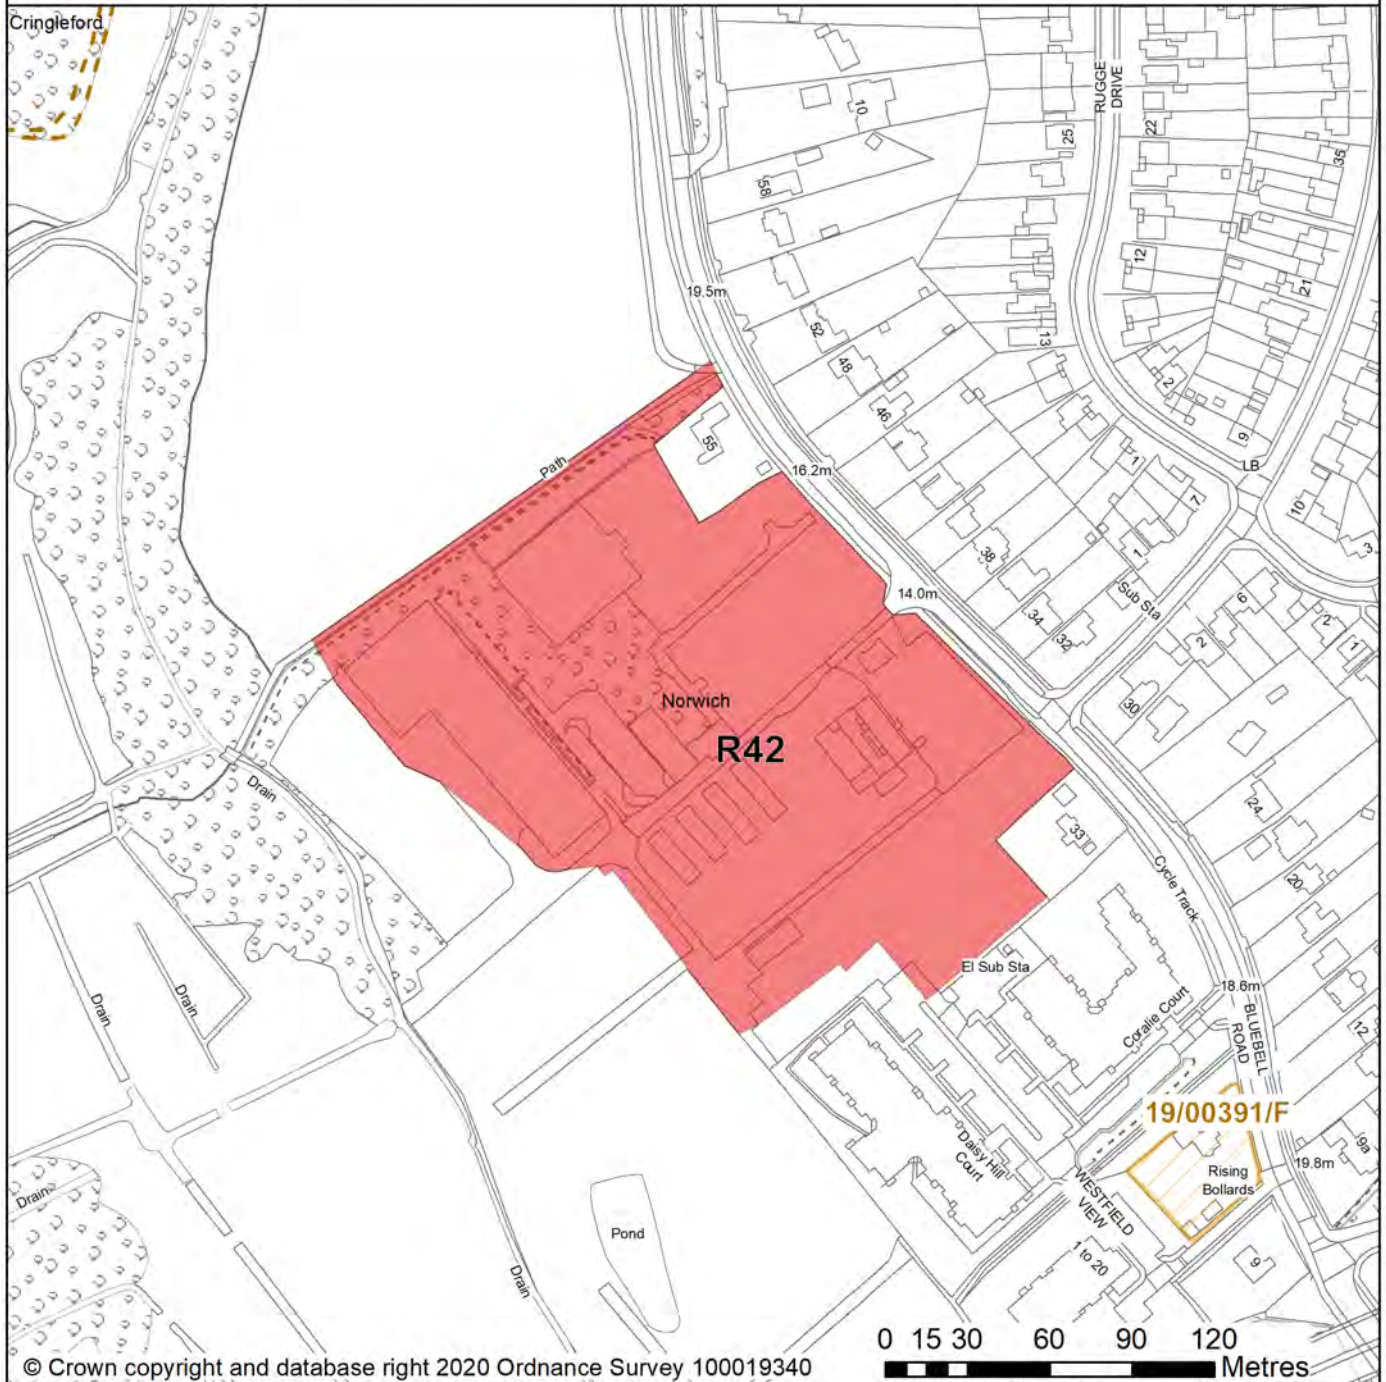 Cringleford
RUGGE
DRIVE
10
25
22
35
58
12
19.5m
21
52
13
48
2
46
9
55
LB
Path
16.2m
1
7
10
38
1
3
14.0m
Sub Sta
34
6
32
2
2
1
Norwich
30
R42
Drain
24
33
Cycle Track
20
El Sub Sta
18.6m
Drain
Drain
Coralie Court
BLUEBELL
ROAD
12
19/00391/F
Daisy Hill
Court
9a
19.8m
Rising
Bollards
Drain
WESTFIELD
VIEW
Pond
1 to 20
9
Drain
0 15 30 60 90 120
Metres
© Crown copyright and database right 2020 Ordnance Survey 100019340